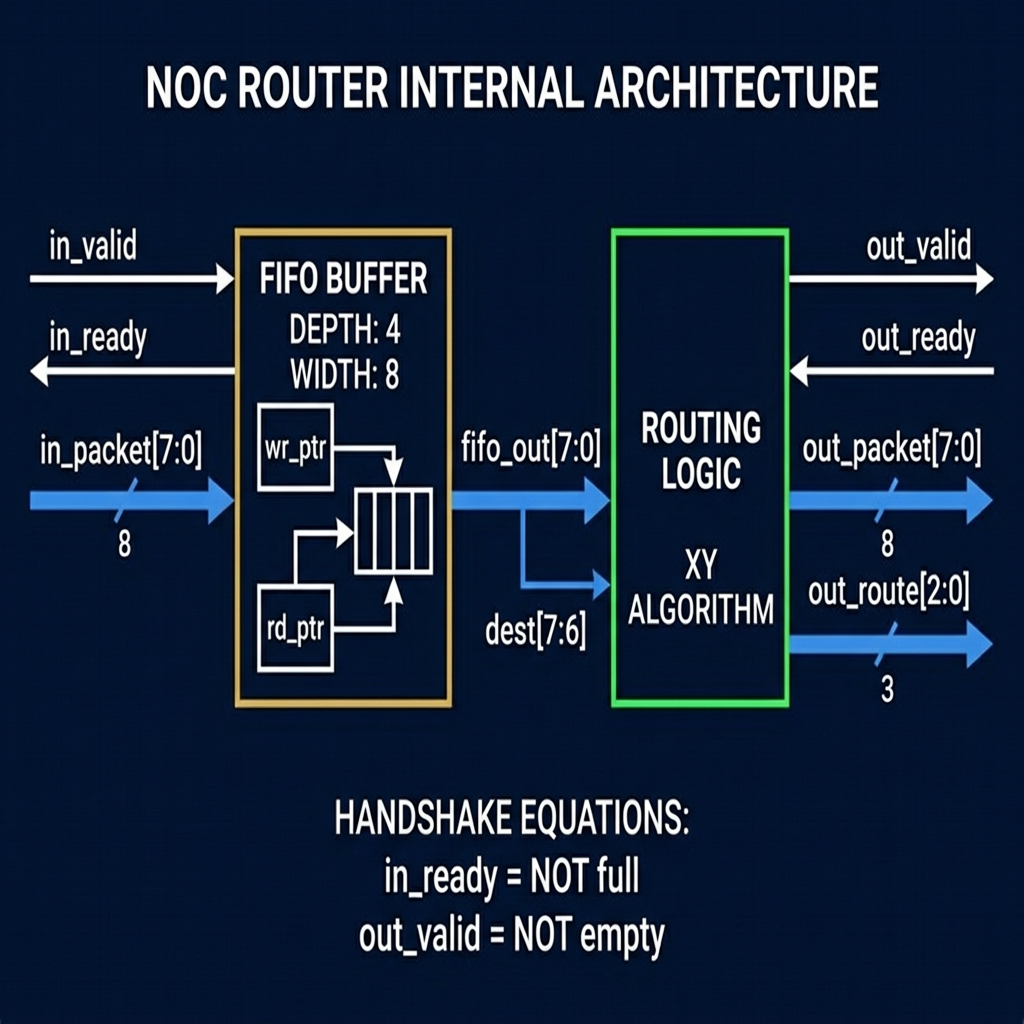 NOC ROUTER INTERNAL ARCHITECTURE
in_valid
in_ready
in_packet[7:0]
8
FIFO BUFFER
DEPTH: 4
WIDTH: 8
wr_ptr
rd_ptr
fifo_out[7:0]
dest[7:6]
ROUTING
LOGIC
XY
ALGORITHM
out_valid
out_ready
out_packet[7:0]
8
out_route[2:0]
3
HANDSHAKE EQUATIONS:
in_ready = NOT full
out_valid = NOT empty